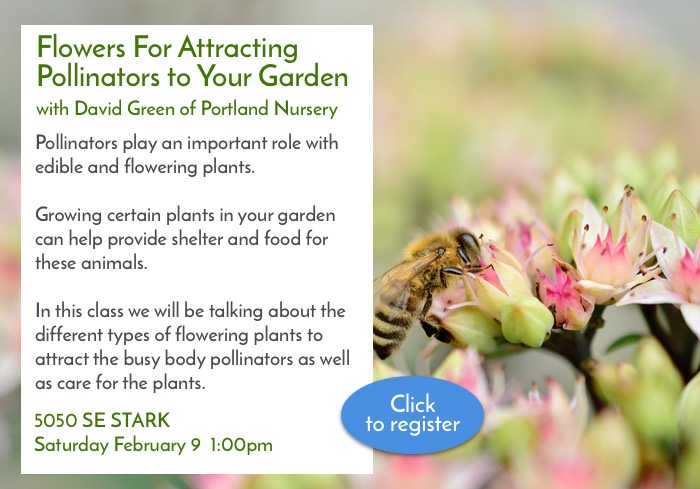 Flowers For Attracting
Pollinators to Your Garden
with David Green of Portland Nursery
Pollinators play an important role with
edible and flowering plants.
Growing certain plants in your garden
can help provide shelter and food for
these animals.
In this class we will be talking about the
different types of flowering plants to
attract the busy body pollinators as well
as care for the plants.
5050 SE STARK
Saturday February 9 1:00pm
Click
to register